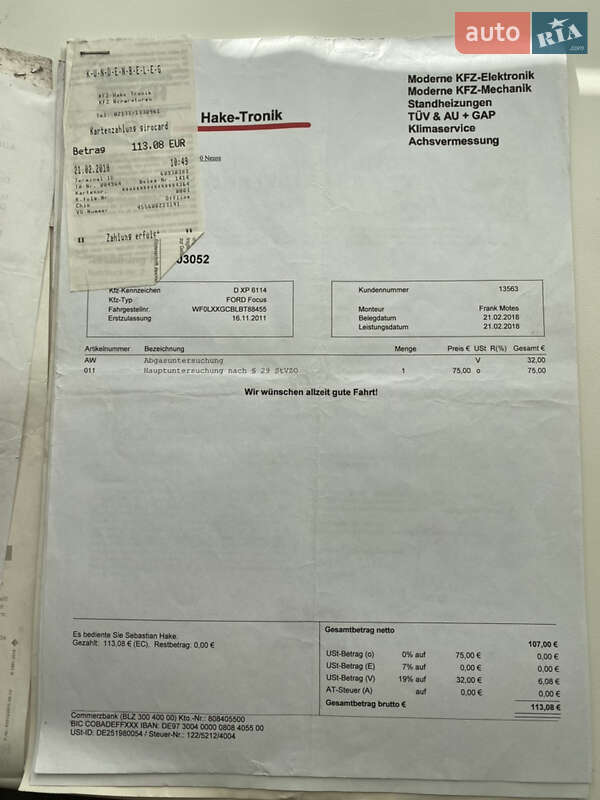 auto RIA .com
K-U-N-D-E-N-B-E-L-E-G
KFZ-Hake Tronik
KFZ Reparaturen
Kartenzahlung girocard
Betrag 113.08 EUR
21.02.2018 10:49
Terminal ID
Offline
VU-Nummer
Zahlung erfolgt
Hake-Tronik
Moderne KFZ-Elektronik
Moderne KFZ-Mechanik
Standheizungen
TÜV & AU + GAP
Klimaservice
Achsvermessung
03052
Kfz-Kennzeichen D XP 6114
Kfz-Typ FORD Focus
Fahrgestellnr. WF0LXXGCBLBT88455
Erstzulassung 16.11.2011
Kundennummer 13563
Monteur Frank Motes
Belegdatum 21.02.2018
Leistungsdatum 21.02.2018
Artikelnummer Bezeichnung Menge Preis € USt R(%) Gesamt €
AW Abgasuntersuchung V 32,00
011 Hauptuntersuchung nach § 29 StVZO 1 75,00 o 75,00
Wir wünschen allzeit gute Fahrt!
Es bediente Sie Sebastian Hake.
Gezahlt: 113,08 € (EC). Restbetrag: 0,00 €
Gesamtbetrag netto 107,00 €
USt-Betrag (o) 0% auf 75,00 € 0,00 €
USt-Betrag (E) 7% auf 0,00 € 0,00 €
USt-Betrag (V) 19% auf 32,00 € 6,08 €
AT-Steuer (A) auf 0,00 € 0,00 €
Gesamtbetrag brutto € 113,08 €
Commerzbank (BLZ 300 400 00) Kto.-Nr.: 808405500
BIC COBADEFFXXX IBAN: DE97 3004 0000 0808 4055 00
USt-ID: DE251980054 / Steuer-Nr.: 122/5212/4004